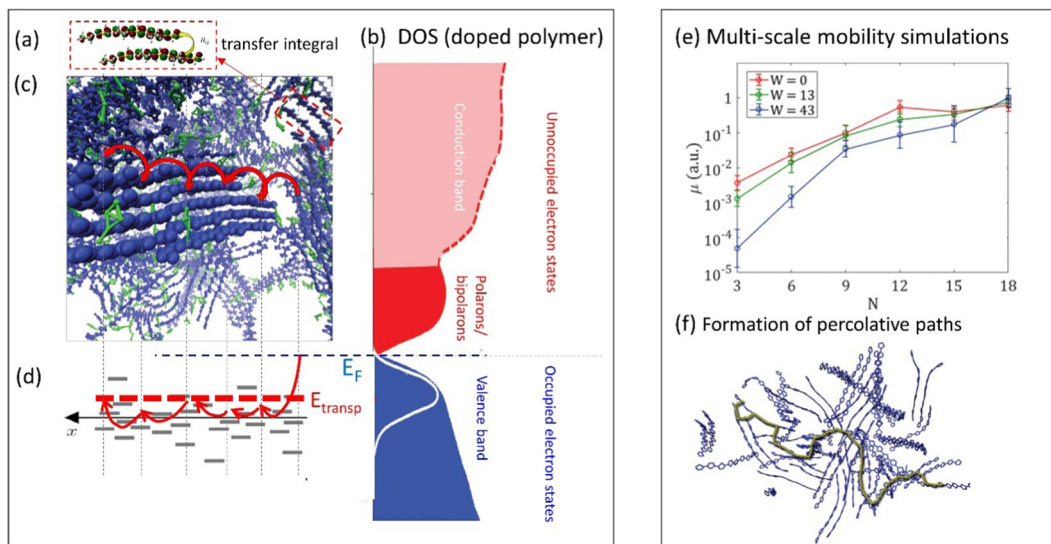 (a)
transfer integral
(b) DOS (doped polymer)
(c)
Conduction band
Unnoccupied electron states
Polarons/
bipolarons
E_F
(d)
E_transp
x
Valence band
Occupied electron states
(e) Multi-scale mobility simulations
W = 0
W = 13
W = 43
μ (a.u.)
1
10^-1
10^-2
10^-3
10^-4
10^-5
3 6 9 12 15 18
N
(f) Formation of percolative paths